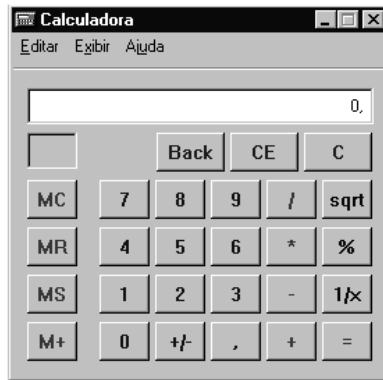 Calculadora
Editar Exibir Ajuda
0,
Back CE C
MC 7 8 9 / sqrt
MR 4 5 6 * %
MS 1 2 3 - 1/x
M+ 0 +/- , + =